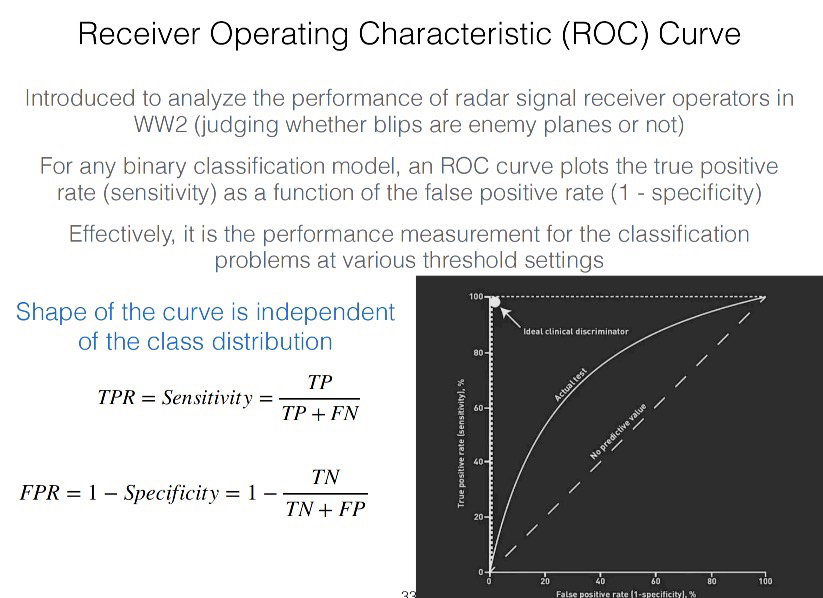 Receiver Operating Characteristic (ROC) Curve
Introduced to analyze the performance of radar signal receiver operators in
WW2 (judging whether blips are enemy planes or not)
For any binary classification model, an ROC curve plots the true positive
rate (sensitivity) as a function of the false positive rate (1 - specificity)
Effectively, it is the performance measurement for the classification
problems at various threshold settings
Shape of the curve is independent
of the class distribution
TPR = Sensitivity = TP / TP + FN
FPR = 1 − Specificity = 1 − TN / TN + FP
33
True positive rate (sensitivity), %
100
80
60
40
20
0
Ideal clinical discriminator
Actual test
No predictive value
0 20 40 60 80 100
False positive rate (1-specificity), %